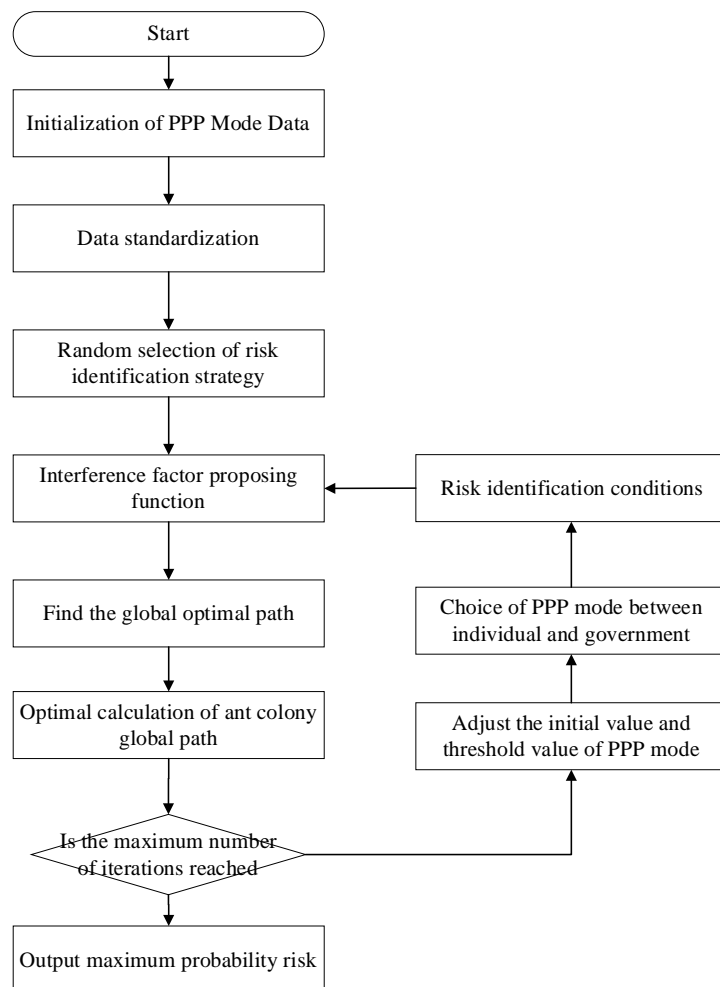 Start
Initialization of PPP Mode Data
Data standardization
Random selection of risk
identification strategy
Interference factor proposing
function
Risk identification conditions
Find the global optimal path
Choice of PPP mode between
individual and government
Optimal calculation of ant colony
global path
Adjust the initial value and
threshold value of PPP mode
Is the maximum number
of iterations reached
Output maximum probability risk